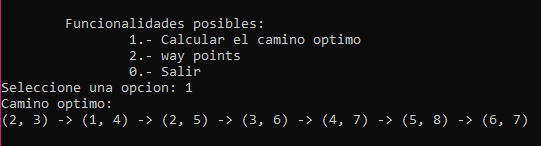 Funcionalidades posibles:
1.- Calcular el camino optimo
2.- way points
0.- Salir
Seleccione una opcion: 1
Camino optimo:
(2, 3) -> (1, 4) -> (2, 5) -> (3, 6) -> (4, 7) -> (5, 8) -> (6, 7)